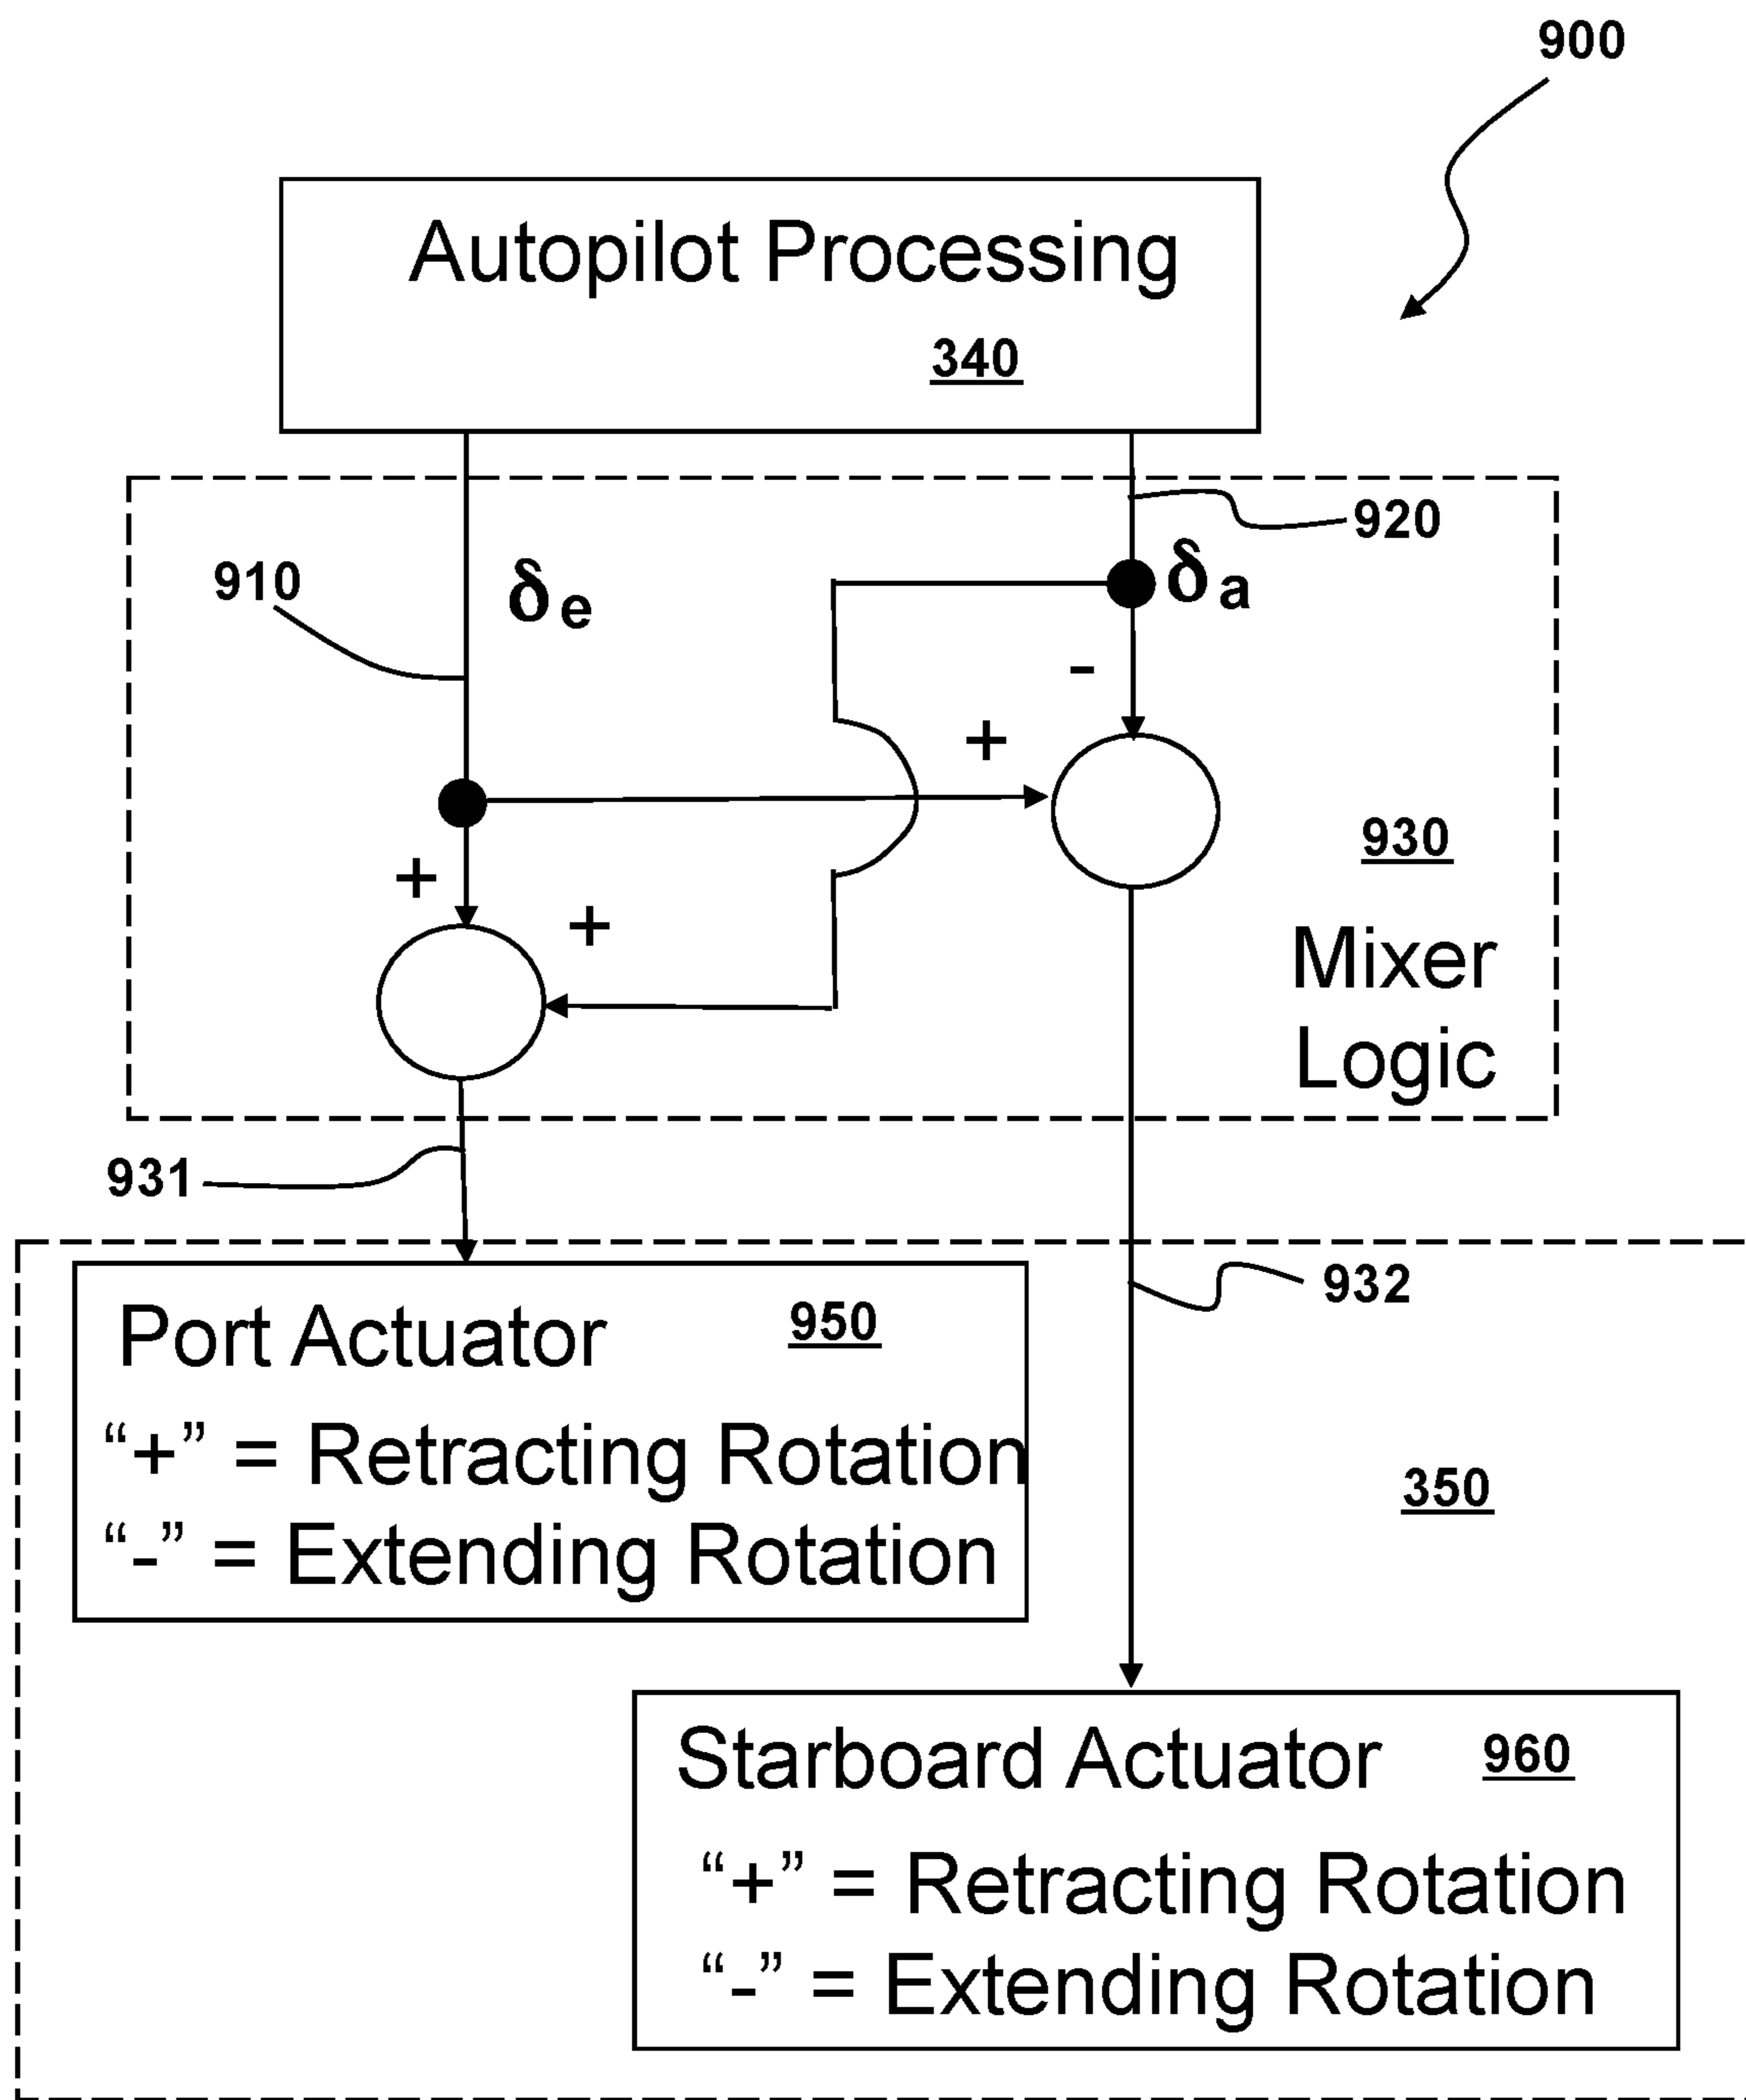 900
Autopilot Processing
340
920
910
δe
δa
-
+
930
+
+
Mixer
Logic
931
932
Port Actuator 950
“+” = Retracting Rotation
“-” = Extending Rotation
350
Starboard Actuator 960
“+” = Retracting Rotation
“-” = Extending Rotation